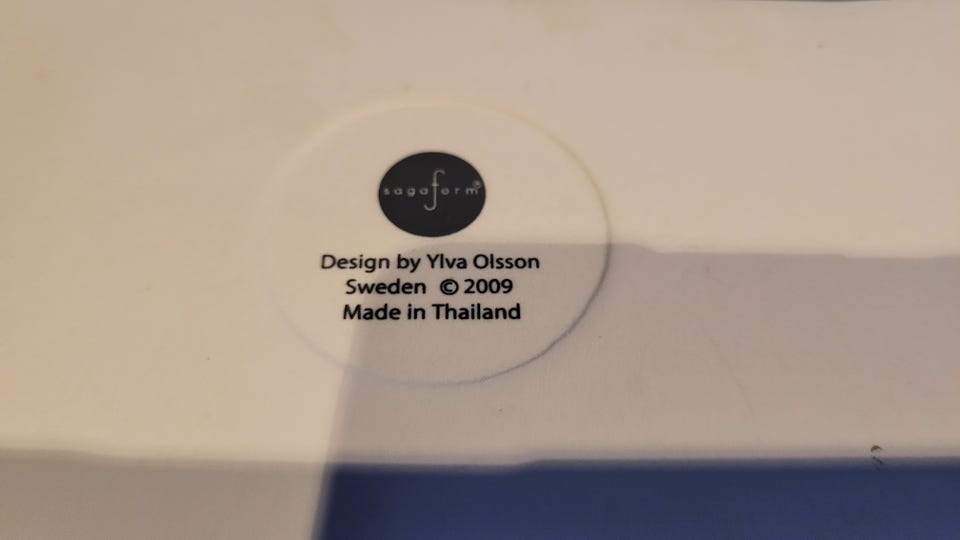 sagaform®
Design by Ylva Olsson
Sweden © 2009
Made in Thailand